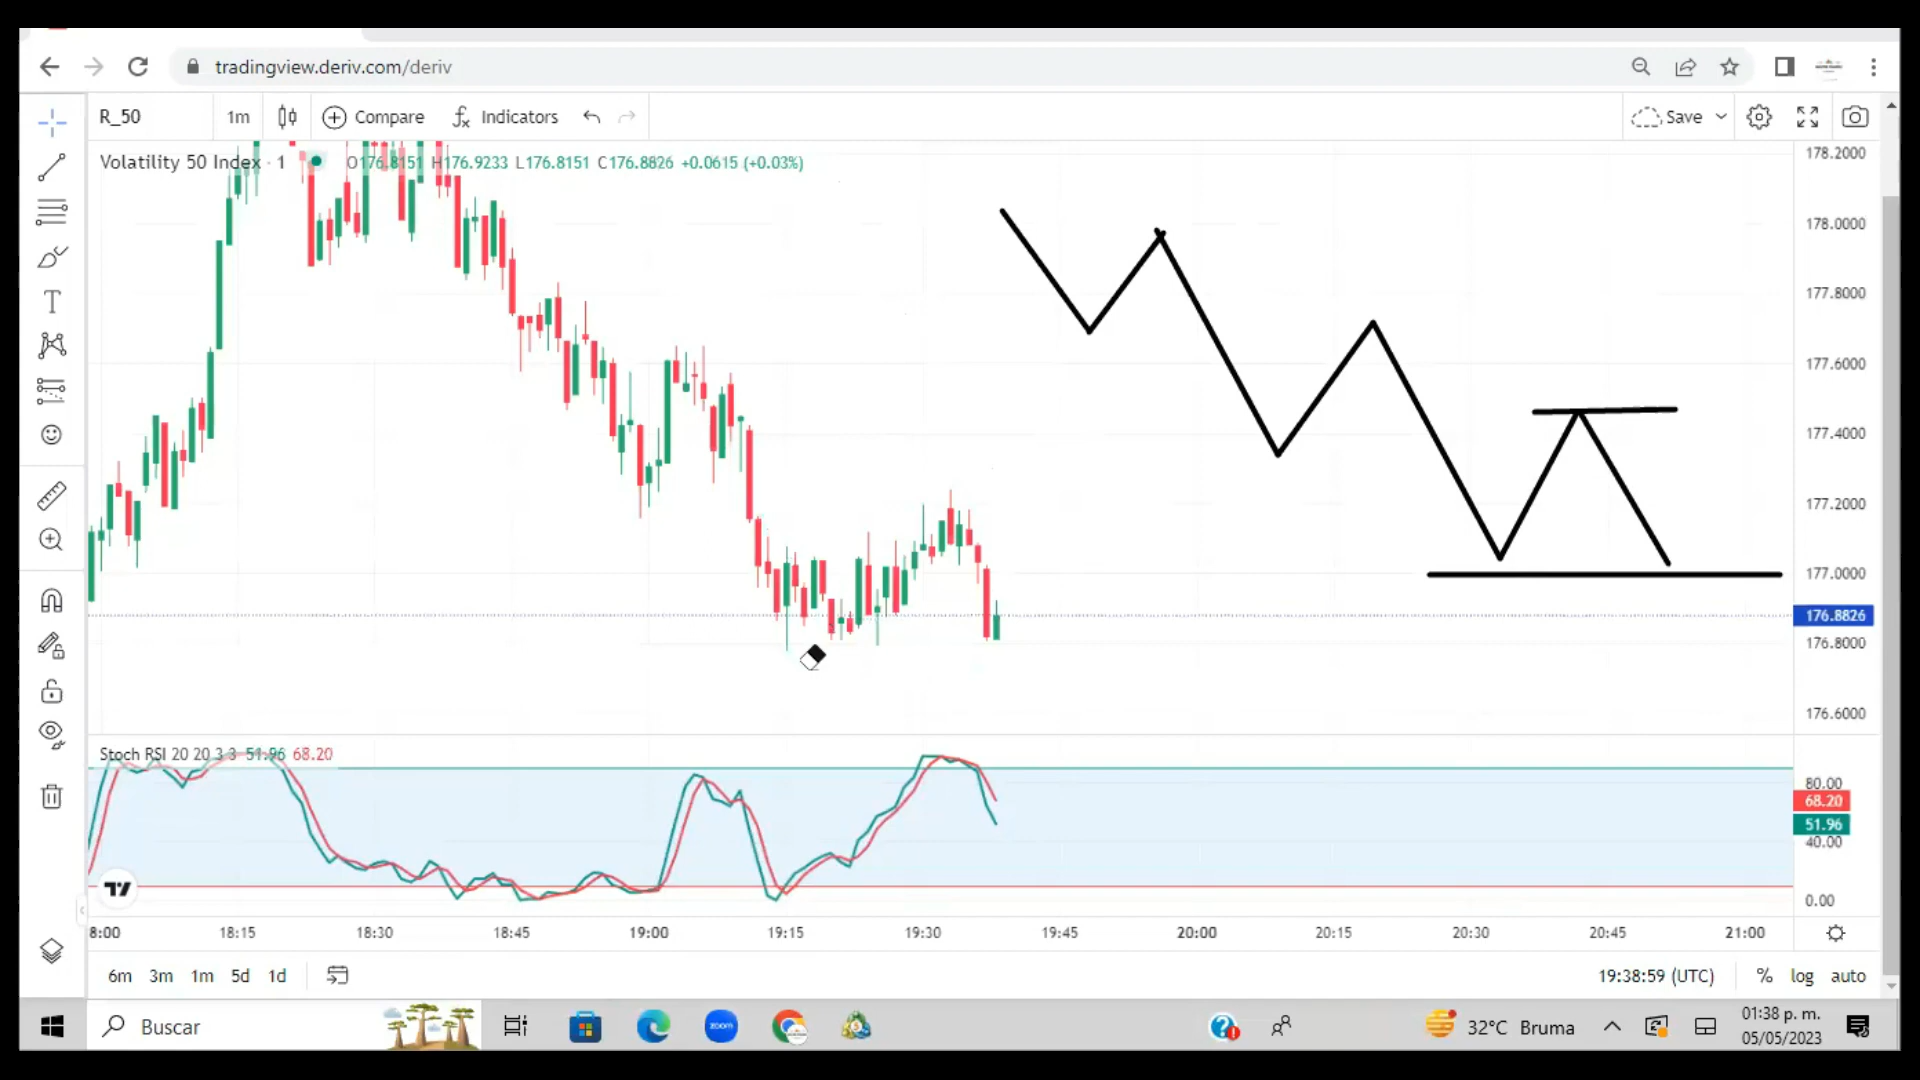 tradingview.deriv.com/deriv
R_50 1m Compare Indicators Save
Volatility 50 Index · 1 O176.8151 H176.9233 L176.8151 C176.8826 +0.0615 (+0.03%)
178.2000
178.0000
177.8000
177.6000
177.4000
177.2000
177.0000
176.8826
176.8000
176.6000
Stoch RSI 20 20 3 3 51.96 68.20
80.00
68.20
51.96
40.00
0.00
8:00 18:15 18:30 18:45 19:00 19:15 19:30 19:45 20:00 20:15 20:30 20:45 21:00
6m 3m 1m 5d 1d 19:38:59 (UTC) % log auto
Buscar zoom 32°C Bruma 01:38 p. m.
05/05/2023